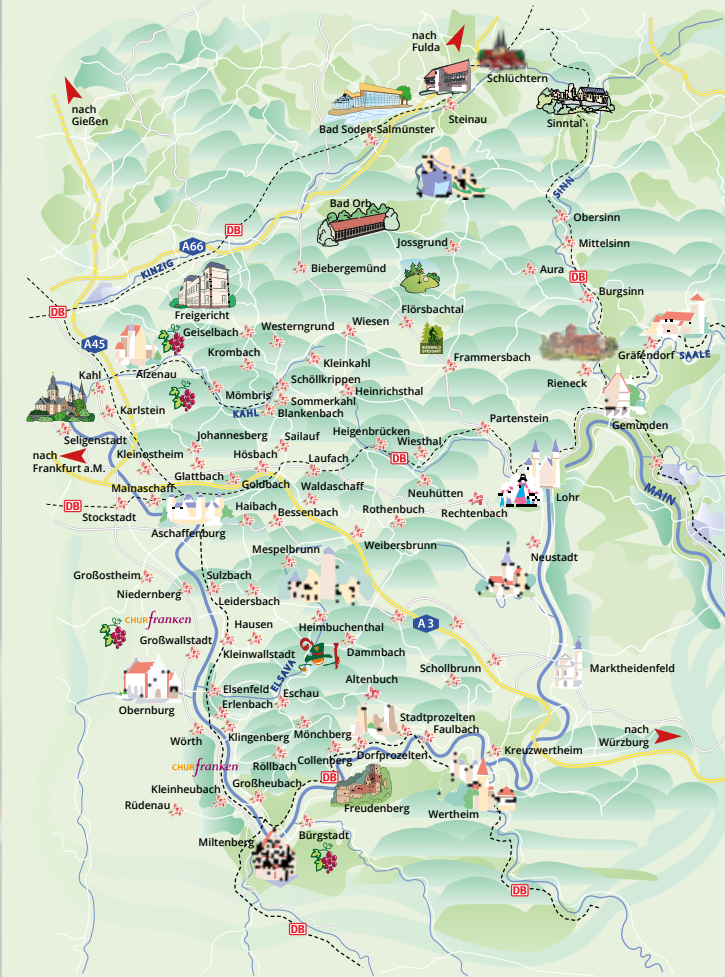 nach
Fulda
Schlüchtern
nach
Gießen
Steinau
Sinntal
Bad Soden-Salmünster
SINN
Bad Orb
Obersinn
DB
A66
Jossgrund
Mittelsinn
KINZIG
Biebergemünd
Aura
DB
Burgsinn
Freigericht
Flörsbachtal
DB
Geiselbach
Westerngrund
Wiesen
BIKEWALD
SPESSART
A45
Krombach
Kleinkahl
Frammersbach
Gräfendorf
SAALE
Kahl
Alzenau
Schöllkrippen
Rieneck
Mömbris
Sommerkahl
Heinrichsthal
Karlstein
KAHL
Blankenbach
Partenstein
Gemünden
Seligenstadt
Johannesberg
Sailauf
Heigenbrücken
Wiesthal
nach
Frankfurt a.M.
Kleinostheim
Hösbach
Laufach
DB
Glattbach
Goldbach
Mainaschaff
Waldaschaff
Neuhütten
Lohr
MAIN
DB
Stockstadt
Haibach
Bessenbach
Rothenbuch
Rechtenbach
Aschaffenburg
Mespelbrunn
Weibersbrunn
Neustadt
Großostheim
Sulzbach
Niedernberg
Leidersbach
CHURfranken
Hausen
Heimbuchenthal
A 3
Großwallstadt
Kleinwallstadt
Dammbach
Schollbrunn
Marktheidenfeld
ELSAVA
Altenbuch
Elsenfeld
Eschau
Obernburg
Erlenbach
Stadtprozelten
Faulbach
nach
Würzburg
Wörth
Klingenberg
Mönchberg
Kreuzwertheim
Collenberg
Dorfprozelten
CHURfranken
Röllbach
DB
Kleinheubach
Großheubach
Rüdenau
Freudenberg
Wertheim
Miltenberg
Bürgstadt
DB
DB